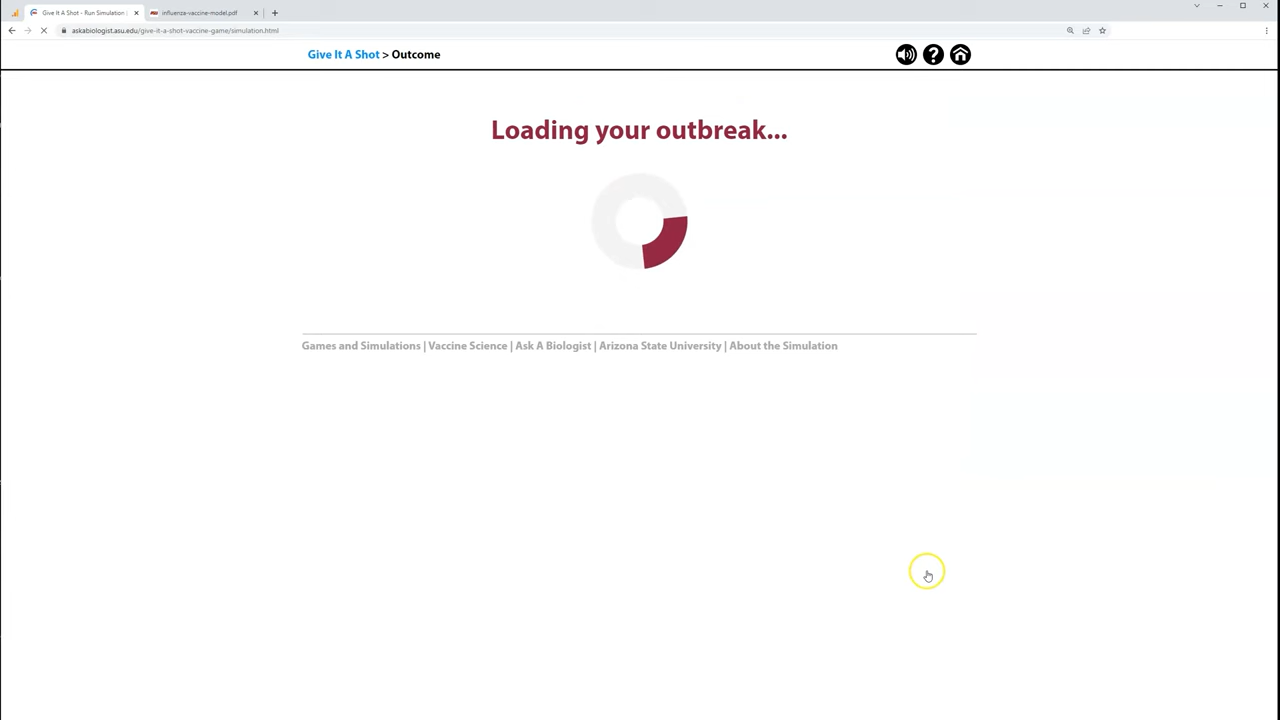 Give It A Shot - Run Simulation |
influenza-vaccine-model.pdf
askabiologist.asu.edu/give-it-a-shot-vaccine-game/simulation.html
Give It A Shot > Outcome
Loading your outbreak...
Games and Simulations | Vaccine Science | Ask A Biologist | Arizona State University | About the Simulation